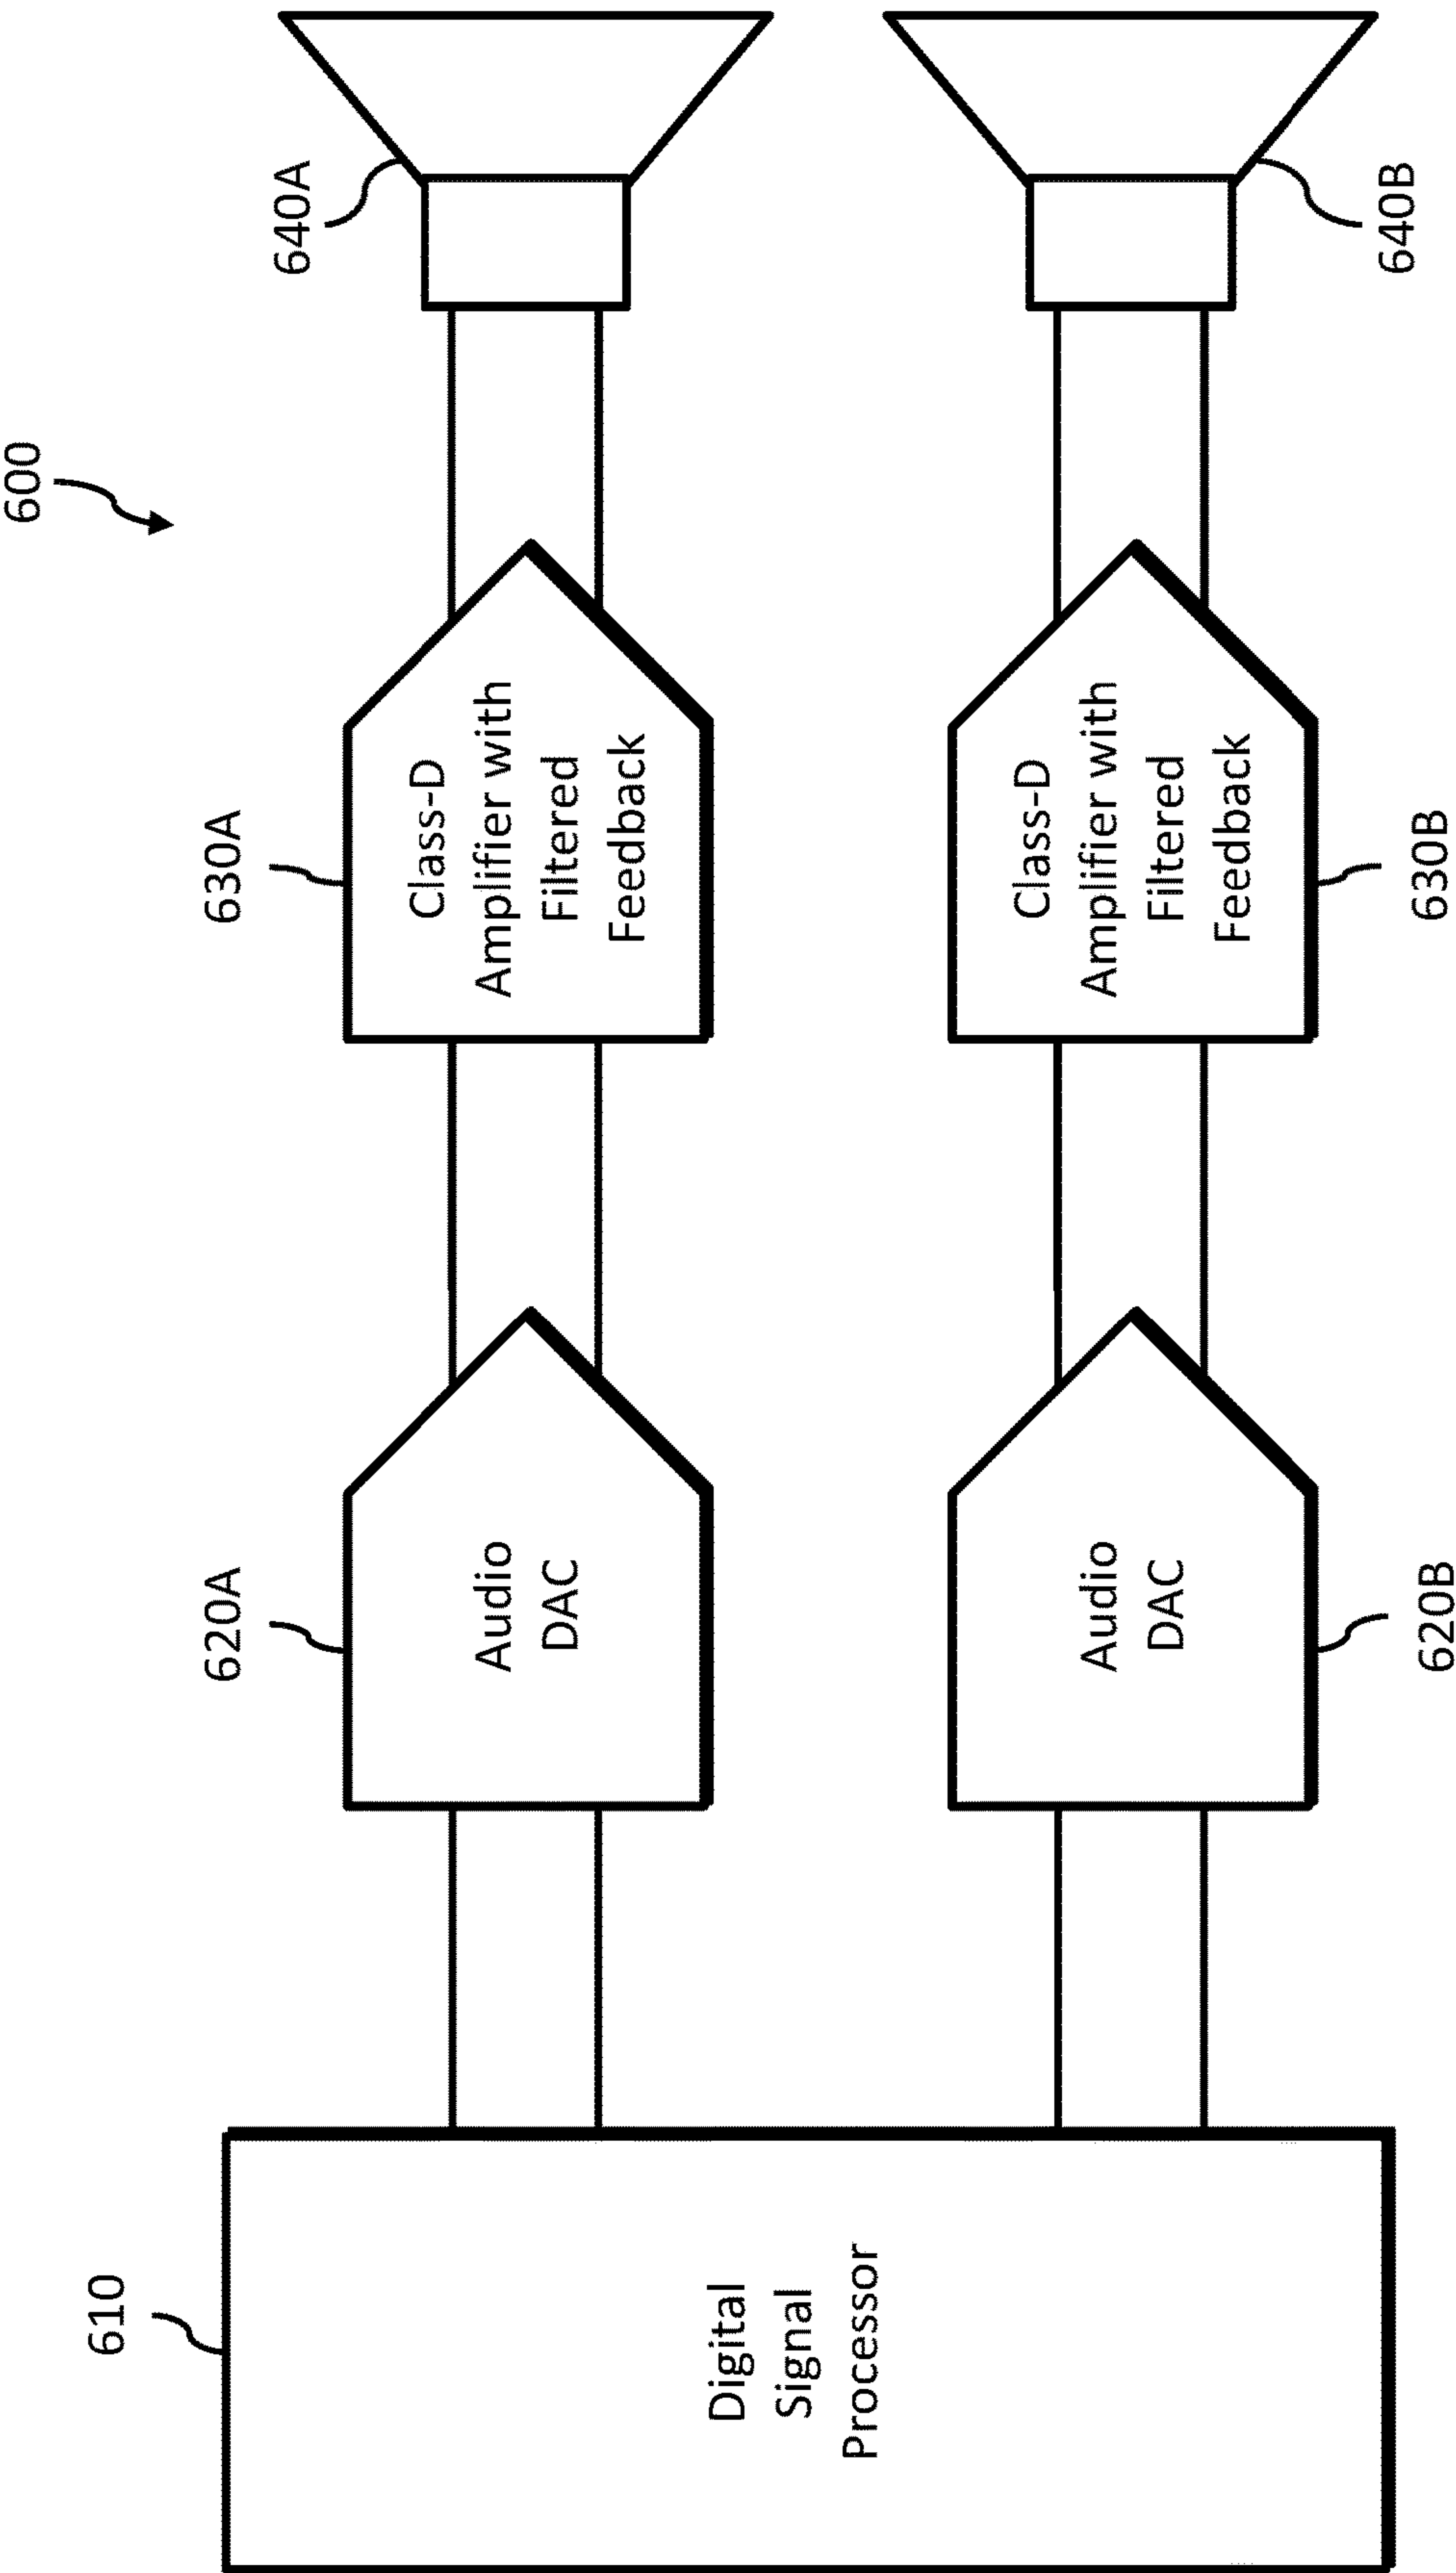 600
610
Digital
Signal
Processor
620A
Audio
DAC
630A
Class-D
Amplifier with
Filtered
Feedback
640A
620B
Audio
DAC
630B
Class-D
Amplifier with
Filtered
Feedback
640B